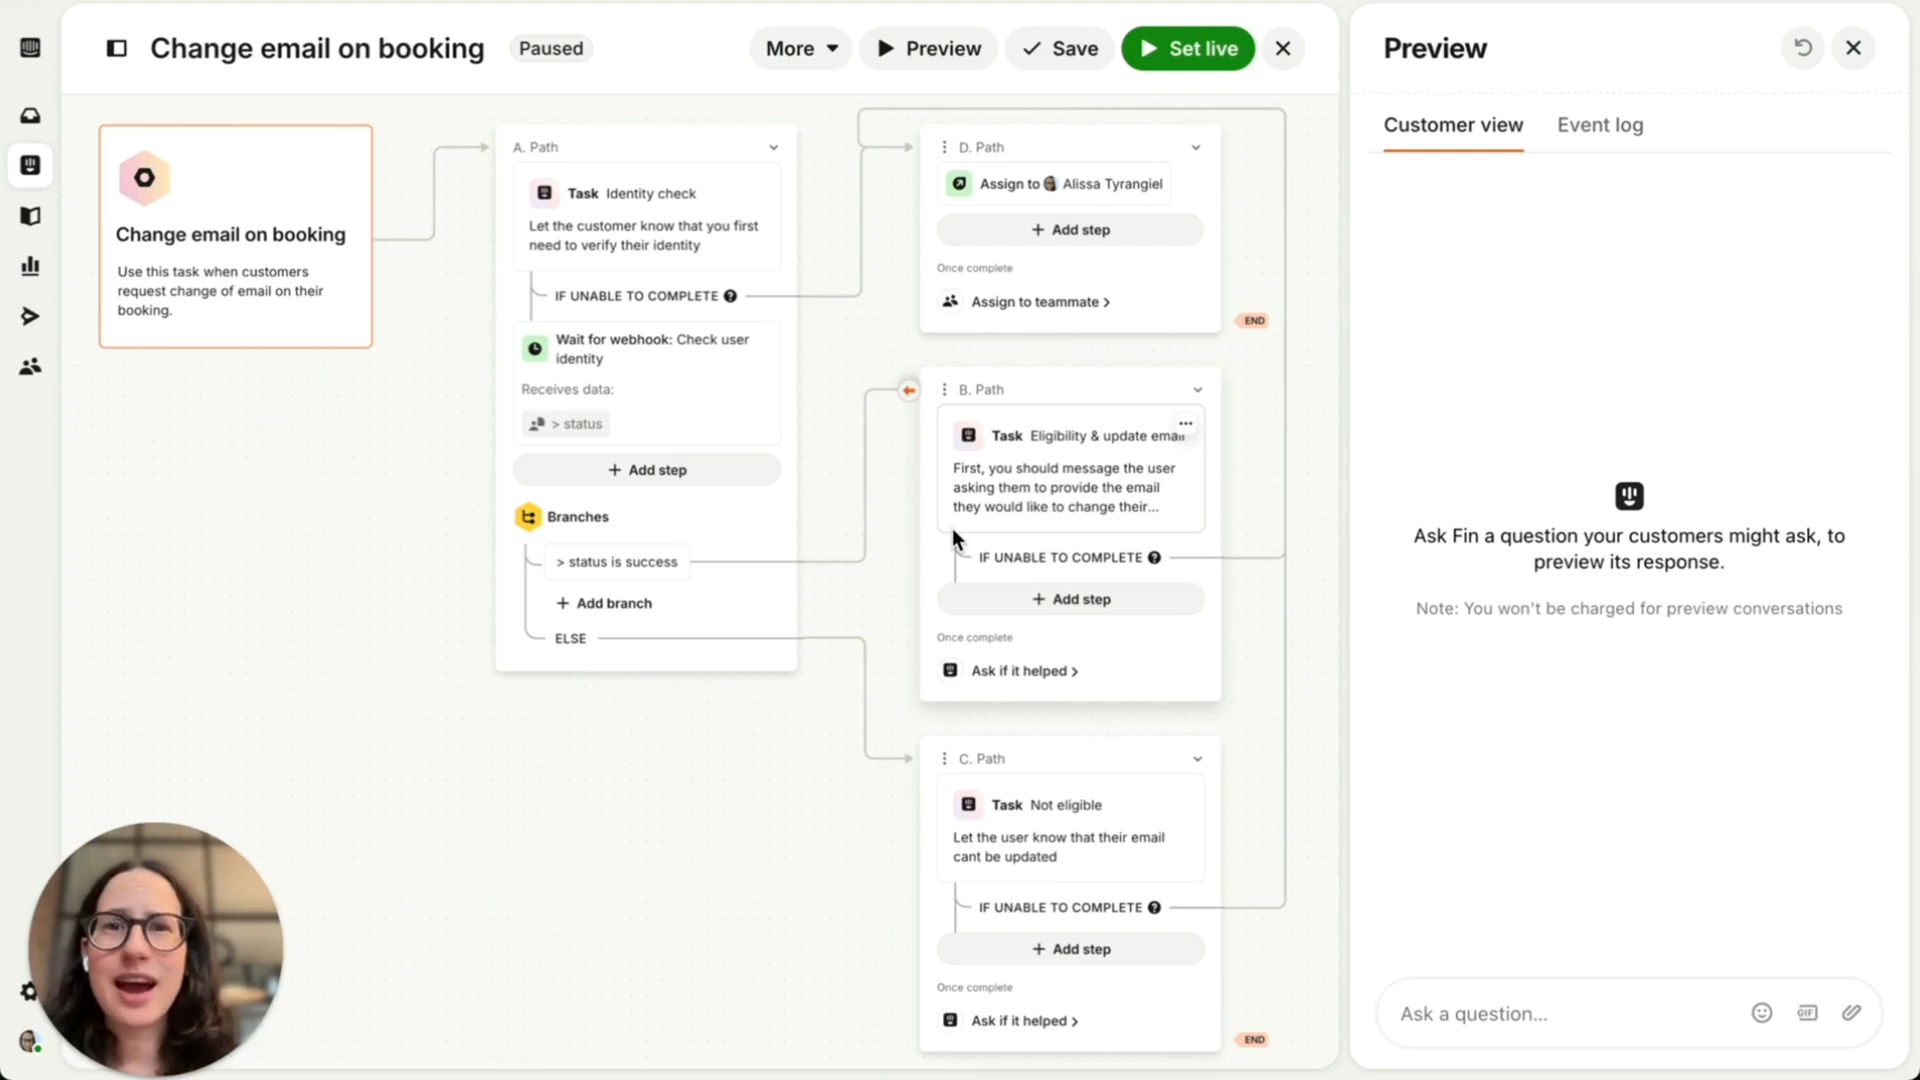 Change email on booking
Paused
More
Preview
Save
Set live
Change email on booking
Use this task when customers
request change of email on their
booking.
A. Path
Task Identity check
Let the customer know that you first
need to verify their identity
IF UNABLE TO COMPLETE ?
Wait for webhook: Check user
identity
Receives data:
> status
+ Add step
Branches
> status is success
+ Add branch
ELSE
D. Path
Assign to Alissa Tyrangiel
+ Add step
Once complete
Assign to teammate >
END
B. Path
Task Eligibility & update email
First, you should message the user
asking them to provide the email
they would like to change their...
IF UNABLE TO COMPLETE ?
+ Add step
Once complete
Ask if it helped >
C. Path
Task Not eligible
Let the user know that their email
cant be updated
IF UNABLE TO COMPLETE ?
+ Add step
Once complete
Ask if it helped >
END
Preview
Customer view
Event log
Ask Fin a question your customers might ask, to
preview its response.
Note: You won't be charged for preview conversations
Ask a question...
GIF